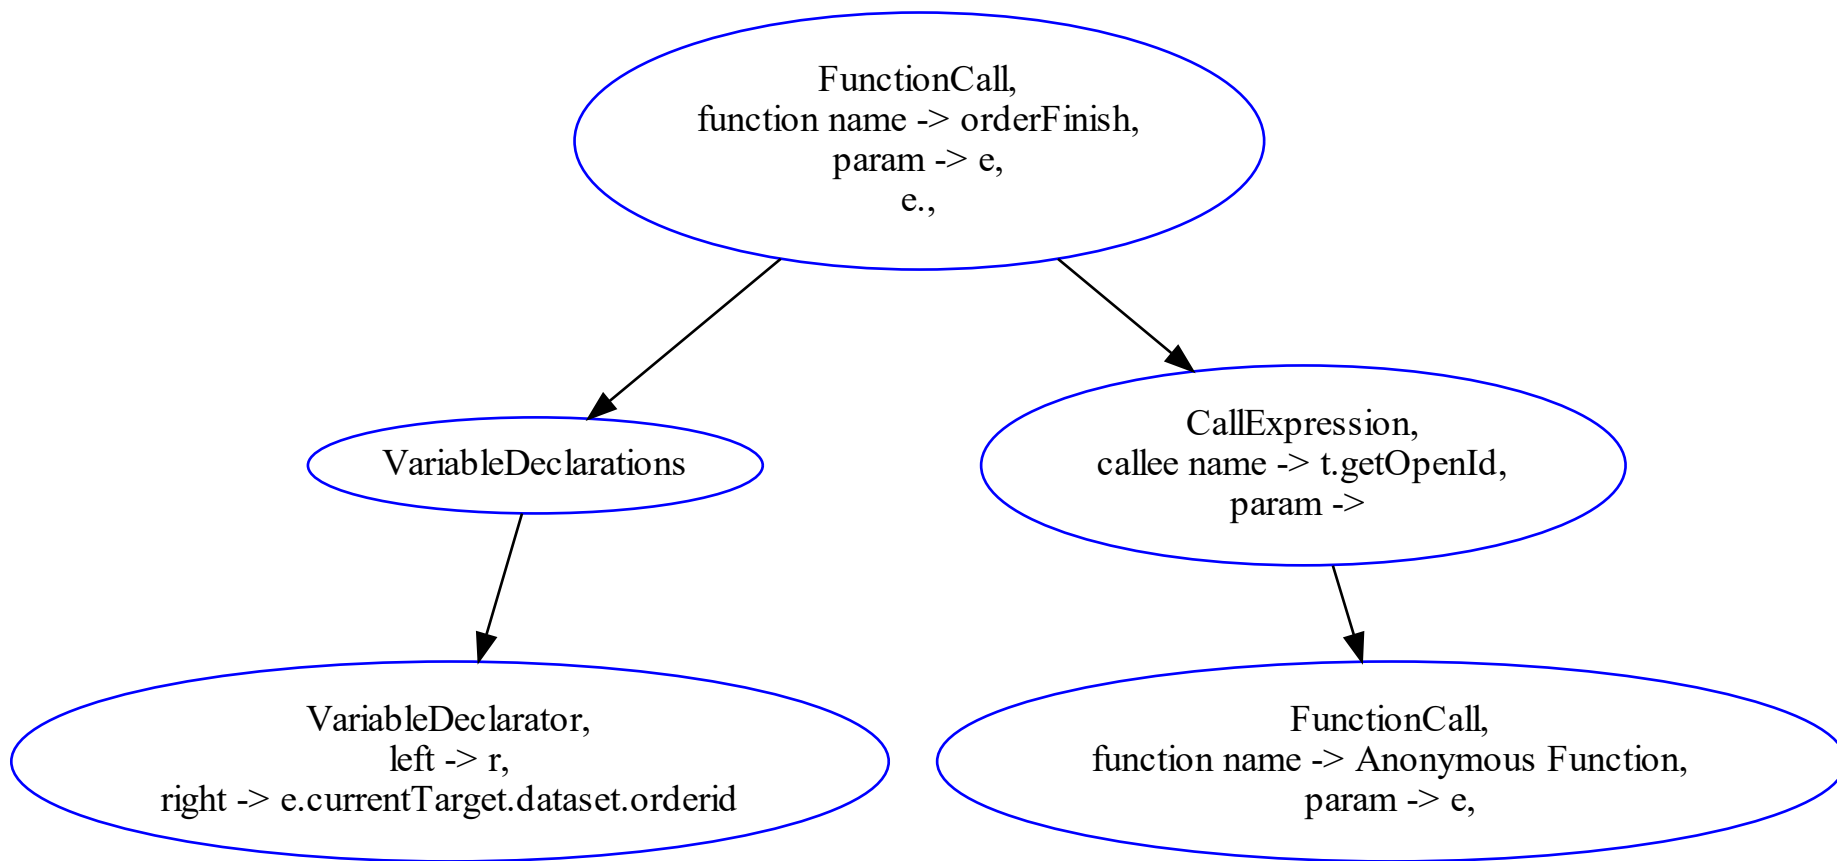 FunctionCall,
function name -> orderFinish,
param -> e,
e.,
VariableDeclarations
CallExpression,
callee name -> t.getOpenId,
param ->
VariableDeclarator,
left -> r,
right -> e.currentTarget.dataset.orderid
FunctionCall,
function name -> Anonymous Function,
param -> e,